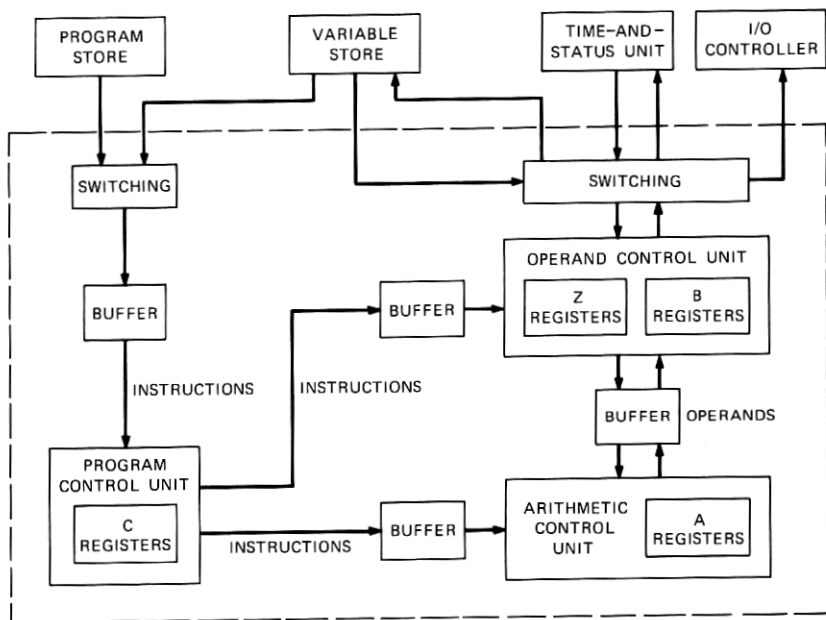 PROGRAM
STORE
VARIABLE
STORE
TIME-AND-
STATUS UNIT
I/O
CONTROLLER
SWITCHING
SWITCHING
OPERAND CONTROL UNIT
Z
REGISTERS
B
REGISTERS
BUFFER
BUFFER
INSTRUCTIONS
INSTRUCTIONS
BUFFER
OPERANDS
PROGRAM
CONTROL UNIT
C
REGISTERS
INSTRUCTIONS
BUFFER
ARITHMETIC
CONTROL
UNIT
A
REGISTERS